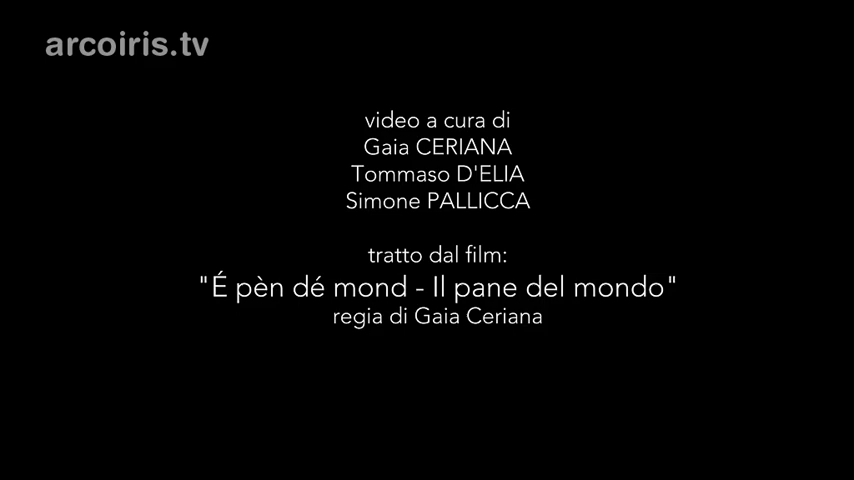 arcoiris.tv
video a cura di
Gaia CERIANA
Tommaso D'ELIA
Simone PALLICCA
tratto dal film:
"É pèn dé mond - Il pane del mondo"
regia di Gaia Ceriana